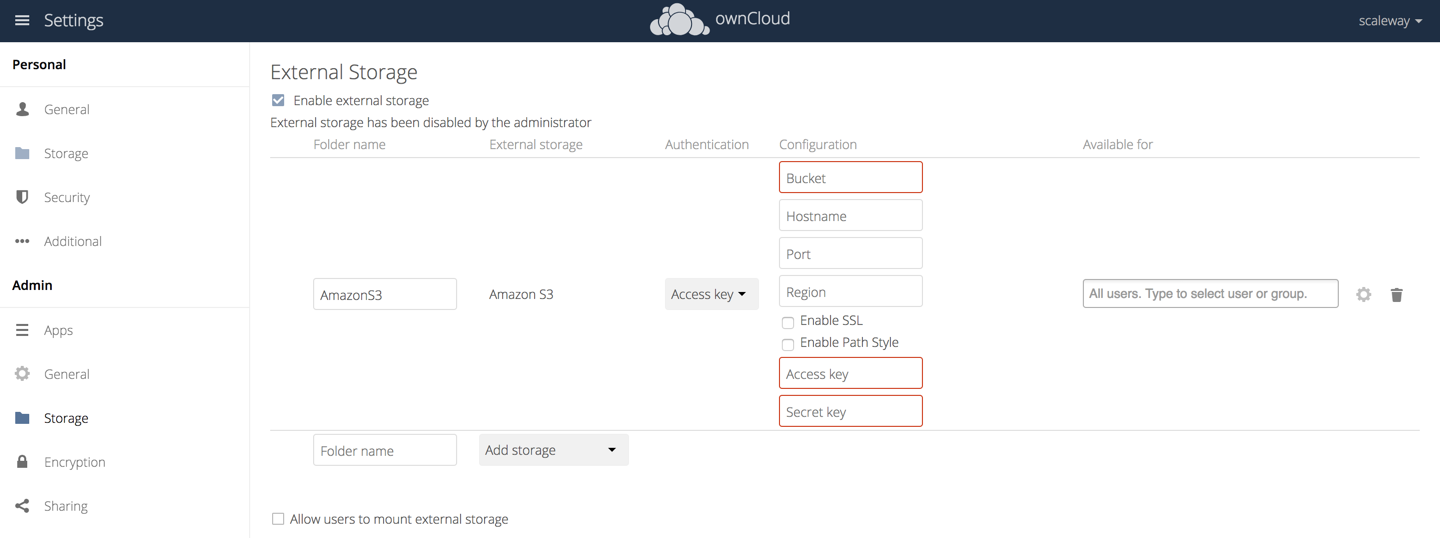 Settings
ownCloud
scaleway
Personal
General
Storage
Security
Additional
Admin
Apps
General
Storage
Encryption
Sharing
External Storage
Enable external storage
External storage has been disabled by the administrator
Folder name External storage Authentication Configuration Available for
Bucket
Hostname
Port
AmazonS3 Amazon S3 Access key Region All users. Type to select user or group.
Enable SSL
Enable Path Style
Access key
Secret key
Folder name Add storage
Allow users to mount external storage